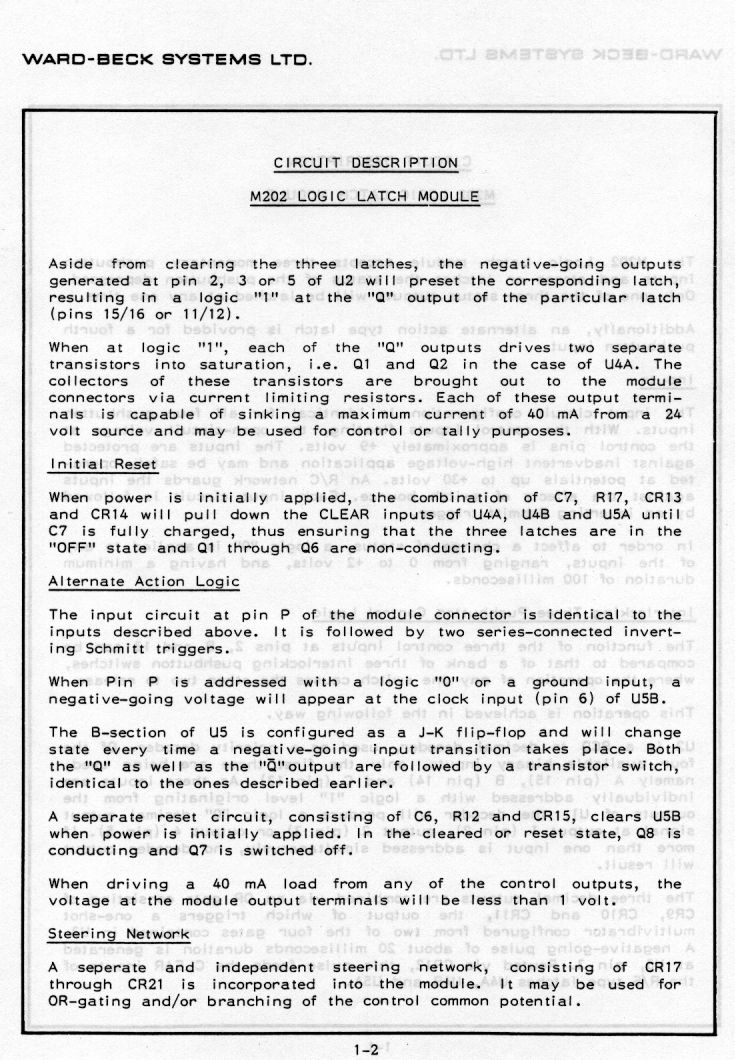 WARD-BECK SYSTEMS LTD.
CIRCUIT DESCRIPTION
M202 LOGIC LATCH MODULE
Aside from clearing the three latches, the negative-going outputs
generated at pin 2, 3 or 5 of U2 will preset the corresponding latch,
resulting in a logic "1" at the "Q" output of the particular latch
(pins 15/16 or 11/12).
When at logic "1", each of the "Q" outputs drives two separate
transistors into saturation, i.e. Q1 and Q2 in the case of U4A. The
collectors of these transistors are brought out to the module
connectors via current limiting resistors. Each of these output termi-
nals is capable of sinking a maximum current of 40 mA from a 24
volt source and may be used for control or tally purposes.
Initial Reset
When power is initially applied, the combination of C7, R17, CR13
and CR14 will pull down the CLEAR inputs of U4A, U4B and U5A until
C7 is fully charged, thus ensuring that the three latches are in the
"OFF" state and Q1 through Q6 are non-conducting.
Alternate Action Logic
The input circuit at pin P of the module connector is identical to the
inputs described above. It is followed by two series-connected invert-
ing Schmitt triggers.
When Pin P is addressed with a logic "0" or a ground input, a
negative-going voltage will appear at the clock input (pin 6) of U5B.
The B-section of U5 is configured as a J-K flip-flop and will change
state every time a negative-going input transition takes place. Both
the "Q" as well as the "Q̄" output are followed by a transistor switch,
identical to the ones described earlier.
A separate reset circuit, consisting of C6, R12 and CR15, clears U5B
when power is initially applied. In the cleared or reset state, Q8 is
conducting and Q7 is switched off.
When driving a 40 mA load from any of the control outputs, the
voltage at the module output terminals will be less than 1 volt.
Steering Network
A seperate and independent steering network, consisting of CR17
through CR21 is incorporated into the module. It may be used for
OR-gating and/or branching of the control common potential.
1-2